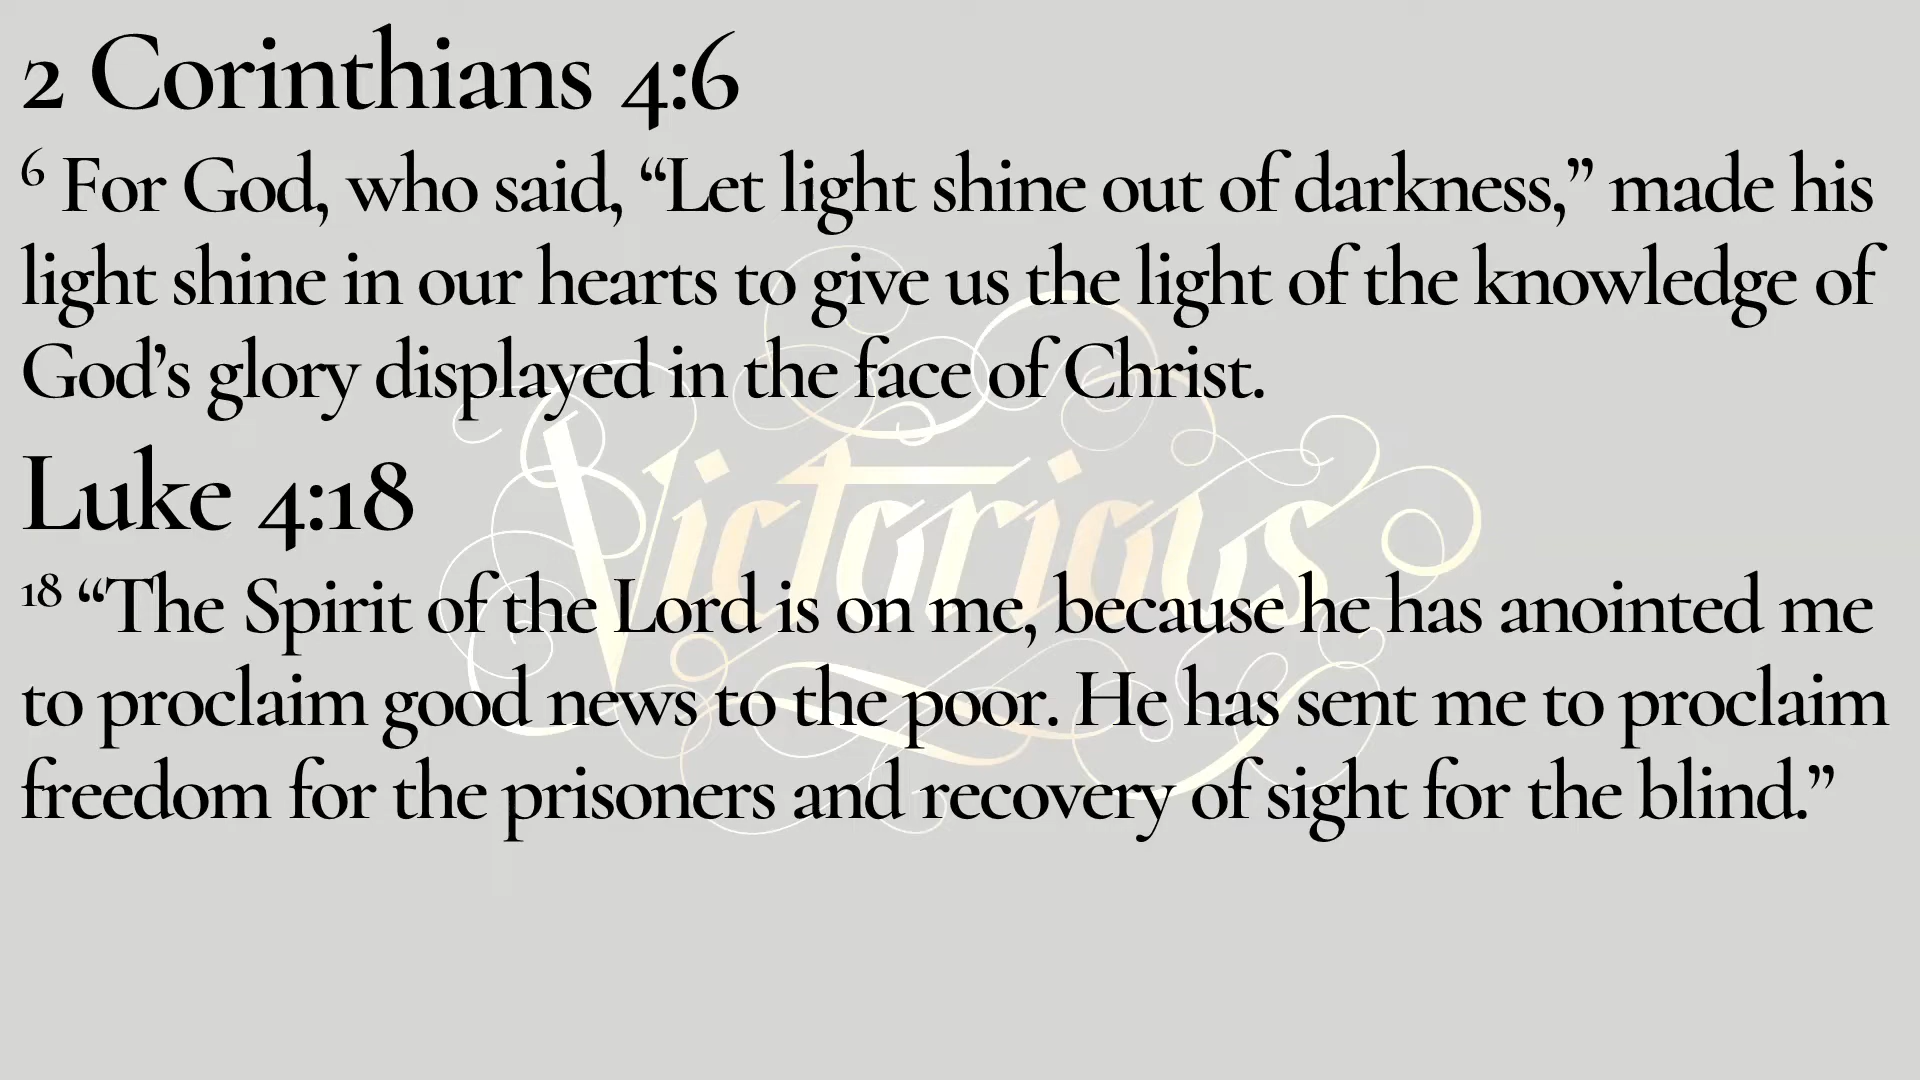 2 Corinthians 4:6
6 For God, who said, “Let light shine out of darkness,” made his
light shine in our hearts to give us the light of the knowledge of
God’s glory displayed in the face of Christ.
Victorious
Luke 4:18
18 “The Spirit of the Lord is on me, because he has anointed me
to proclaim good news to the poor. He has sent me to proclaim
freedom for the prisoners and recovery of sight for the blind.”